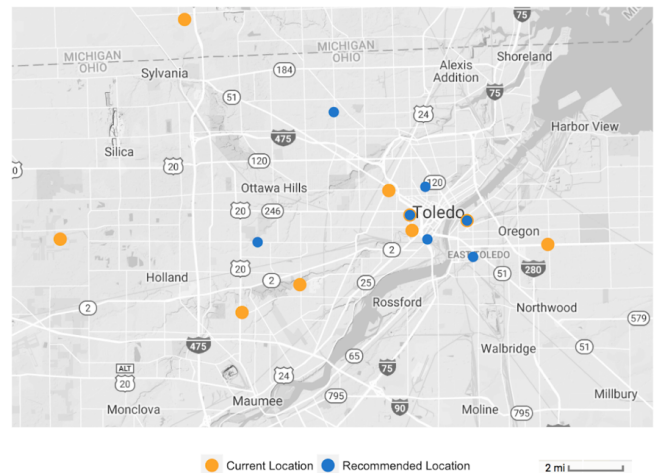 75
MI
MICHIGAN
OHIO
MICHIGAN
OHIO
Shoreland
Sylvania
184
Alexis
Addition
51
75
24
Harbor View
475
Silica
20
120
0
Ottawa Hills
120
20
246
Toledo
Oregon
2
EAST TOLEDO
20
280
Holland
2
51
25
2
Rossford
Northwood
579
475
65
Walbridge
51
75
ALT
20
24
795
Millbury
Monclova
Maumee
90
Moline
795
Current Location
Recommended Location
2 mi